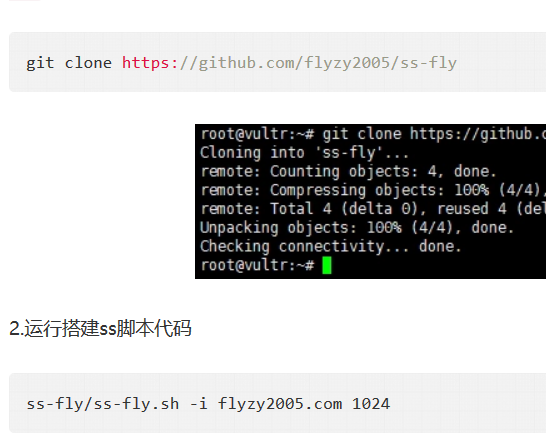 git clone https://github.com/flyzy2005/ss-fly
root@vultr:~# git clone https://github.
Cloning into 'ss-fly'...
remote: Counting objects: 4, done.
remote: Compressing objects: 100% (4/4),
remote: Total 4 (delta 0), reused 4 (del
Unpacking objects: 100% (4/4), done.
Checking connectivity... done.
root@vultr:~#
2.运行搭建ss脚本代码
ss-fly/ss-fly.sh -i flyzy2005.com 1024